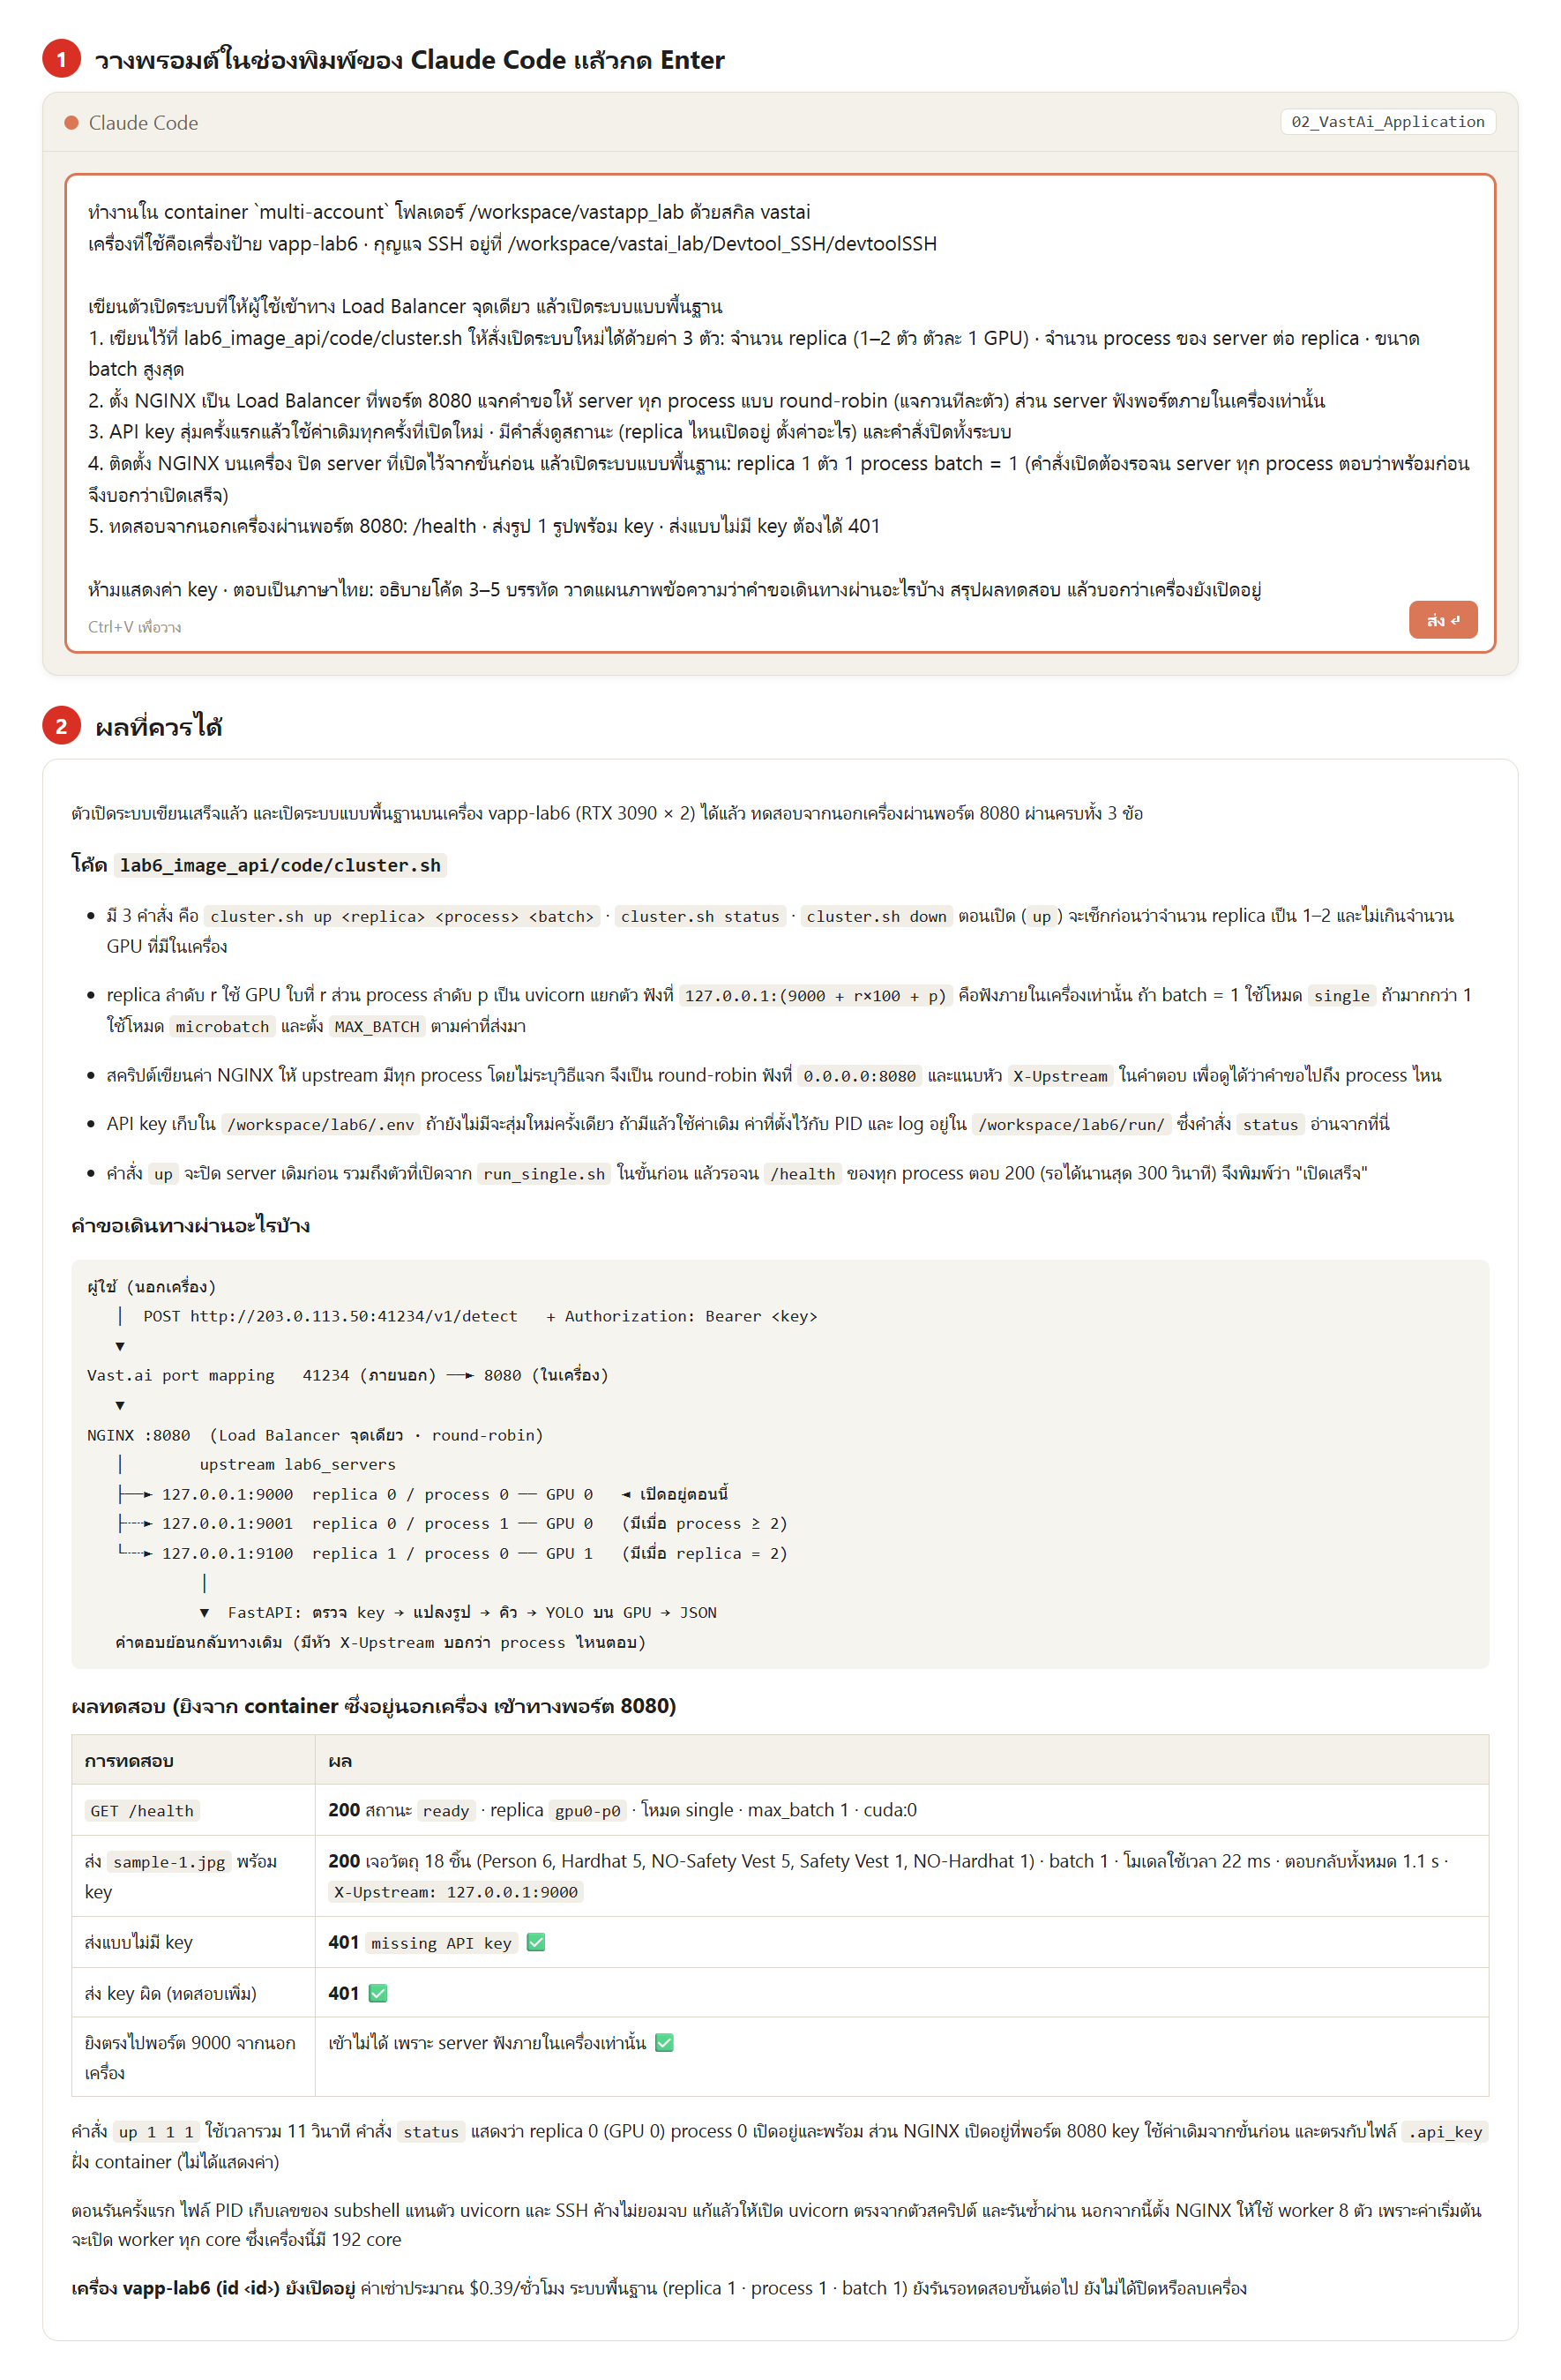 1 วางพรอมต์ในช่องพิมพ์ของ Claude Code แล้วกด Enter
Claude Code
02_VastAi_Application
ทำงานใน container `multi-account` โฟลเดอร์ /workspace/vastapp_lab ด้วยสกิล vastai
เครื่องที่ใช้คือเครื่องป้าย vapp-lab6 · กุญแจ SSH อยู่ที่ /workspace/vastai_lab/Devtool_SSH/devtoolSSH
เขียนตัวเปิดระบบที่ให้ผู้ใช้เข้าทาง Load Balancer จุดเดียว แล้วเปิดระบบแบบพื้นฐาน
1. เขียนไว้ที่ lab6_image_api/code/cluster.sh ให้สั่งเปิดระบบใหม่ได้ด้วยค่า 3 ตัว: จำนวน replica (1–2 ตัว ตัวละ 1 GPU) · จำนวน process ของ server ต่อ replica · ขนาด
batch สูงสุด
2. ตั้ง NGINX เป็น Load Balancer ที่พอร์ต 8080 แจกคำขอให้ server ทุก process แบบ round-robin (แจกวนทีละตัว) ส่วน server ฟังพอร์ตภายในเครื่องเท่านั้น
3. API key สุ่มครั้งแรกแล้วใช้ค่าเดิมทุกครั้งที่เปิดใหม่ · มีคำสั่งดูสถานะ (replica ไหนเปิดอยู่ ตั้งค่าอะไร) และคำสั่งปิดทั้งระบบ
4. ติดตั้ง NGINX บนเครื่อง ปิด server ที่เปิดไว้จากขั้นก่อน แล้วเปิดระบบแบบพื้นฐาน: replica 1 ตัว 1 process batch = 1 (คำสั่งเปิดต้องรอจน server ทุก process ตอบว่าพร้อมก่อน
จึงบอกว่าเปิดเสร็จ)
5. ทดสอบจากนอกเครื่องผ่านพอร์ต 8080: /health · ส่งรูป 1 รูปพร้อม key · ส่งแบบไม่มี key ต้องได้ 401
ห้ามแสดงค่า key · ตอบเป็นภาษาไทย: อธิบายโค้ด 3–5 บรรทัด วาดแผนภาพข้อความว่าคำขอเดินทางผ่านอะไรบ้าง สรุปผลทดสอบ แล้วบอกว่าเครื่องยังเปิดอยู่
Ctrl+V เพื่อวาง
ส่ง ⏎
2 ผลที่ควรได้
ตัวเปิดระบบเขียนเสร็จแล้ว และเปิดระบบแบบพื้นฐานบนเครื่อง vapp-lab6 (RTX 3090 × 2) ได้แล้ว ทดสอบจากนอกเครื่องผ่านพอร์ต 8080 ผ่านครบทั้ง 3 ข้อ
โค้ด lab6_image_api/code/cluster.sh
• มี 3 คำสั่ง คือ cluster.sh up <replica> <process> <batch> · cluster.sh status · cluster.sh down ตอนเปิด (up) จะเช็กก่อนว่าจำนวน replica เป็น 1–2 และไม่เกินจำนวน
GPU ที่มีในเครื่อง
• replica ลำดับ r ใช้ GPU ใบที่ r ส่วน process ลำดับ p เป็น uvicorn แยกตัว ฟังที่ 127.0.0.1:(9000 + r×100 + p) คือฟังภายในเครื่องเท่านั้น ถ้า batch = 1 ใช้โหมด single ถ้ามากกว่า 1
ใช้โหมด microbatch และตั้ง MAX_BATCH ตามค่าที่ส่งมา
• สคริปต์เขียนค่า NGINX ให้ upstream มีทุก process โดยไม่ระบุวิธีแจก จึงเป็น round-robin ฟังที่ 0.0.0.0:8080 และแนบหัว X-Upstream ในคำตอบ เพื่อดูได้ว่าคำขอไปถึง process ไหน
• API key เก็บใน /workspace/lab6/.env ถ้ายังไม่มีจะสุ่มใหม่ครั้งเดียว ถ้ามีแล้วใช้ค่าเดิม ค่าที่ตั้งไว้กับ PID และ log อยู่ใน /workspace/lab6/run/ ซึ่งคำสั่ง status อ่านจากที่นี่
• คำสั่ง up จะปิด server เดิมก่อน รวมถึงตัวที่เปิดจาก run_single.sh ในขั้นก่อน แล้วรอจน /health ของทุก process ตอบ 200 (รอได้นานสุด 300 วินาที) จึงพิมพ์ว่า "เปิดเสร็จ"
คำขอเดินทางผ่านอะไรบ้าง
ผู้ใช้ (นอกเครื่อง)
│ POST http://203.0.113.50:41234/v1/detect + Authorization: Bearer <key>
▼
Vast.ai port mapping 41234 (ภายนอก) ──► 8080 (ในเครื่อง)
▼
NGINX :8080 (Load Balancer จุดเดียว · round-robin)
│ upstream lab6_servers
├──► 127.0.0.1:9000 replica 0 / process 0 ── GPU 0 ◄ เปิดอยู่ตอนนี้
├┄┄► 127.0.0.1:9001 replica 0 / process 1 ── GPU 0 (มีเมื่อ process ≥ 2)
└┄┄► 127.0.0.1:9100 replica 1 / process 0 ── GPU 1 (มีเมื่อ replica = 2)
│
▼ FastAPI: ตรวจ key → แปลงรูป → คิว → YOLO บน GPU → JSON
คำตอบย้อนกลับทางเดิม (มีหัว X-Upstream บอกว่า process ไหนตอบ)
ผลทดสอบ (ยิงจาก container ซึ่งอยู่นอกเครื่อง เข้าทางพอร์ต 8080)
การทดสอบ ผล
GET /health 200 สถานะ ready · replica gpu0-p0 · โหมด single · max_batch 1 · cuda:0
ส่ง sample-1.jpg พร้อม
key
200 เจอวัตถุ 18 ชิ้น (Person 6, Hardhat 5, NO-Safety Vest 5, Safety Vest 1, NO-Hardhat 1) · batch 1 · โมเดลใช้เวลา 22 ms · ตอบกลับทั้งหมด 1.1 s ·
X-Upstream: 127.0.0.1:9000
ส่งแบบไม่มี key 401 missing API key ✅
ส่ง key ผิด (ทดสอบเพิ่ม) 401 ✅
ยิงตรงไปพอร์ต 9000 จากนอก
เครื่อง
เข้าไม่ได้ เพราะ server ฟังภายในเครื่องเท่านั้น ✅
คำสั่ง up 1 1 1 ใช้เวลารวม 11 วินาที คำสั่ง status แสดงว่า replica 0 (GPU 0) process 0 เปิดอยู่และพร้อม ส่วน NGINX เปิดอยู่ที่พอร์ต 8080 key ใช้ค่าเดิมจากขั้นก่อน และตรงกับไฟล์ .api_key
ฝั่ง container (ไม่ได้แสดงค่า)
ตอนรันครั้งแรก ไฟล์ PID เก็บเลขของ subshell แทนตัว uvicorn และ SSH ค้างไม่ยอมจบ แก้แล้วให้เปิด uvicorn ตรงจากตัวสคริปต์ และรันซ้ำผ่าน นอกจากนี้ตั้ง NGINX ให้ใช้ worker 8 ตัว เพราะค่าเริ่มต้น
จะเปิด worker ทุก core ซึ่งเครื่องนี้มี 192 core
เครื่อง vapp-lab6 (id ‹id›) ยังเปิดอยู่ ค่าเช่าประมาณ $0.39/ชั่วโมง ระบบพื้นฐาน (replica 1 · process 1 · batch 1) ยังรันรอทดสอบขั้นต่อไป ยังไม่ได้ปิดหรือลบเครื่อง